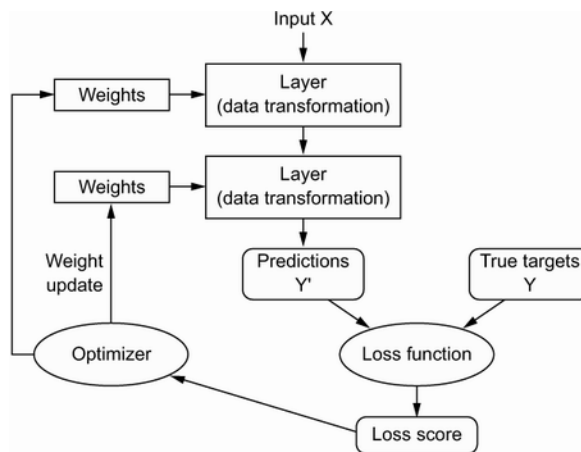 Input X
Weights
Layer
(data transformation)
Weights
Layer
(data transformation)
Weight
update
Predictions
Y'
True targets
Y
Optimizer
Loss function
Loss score